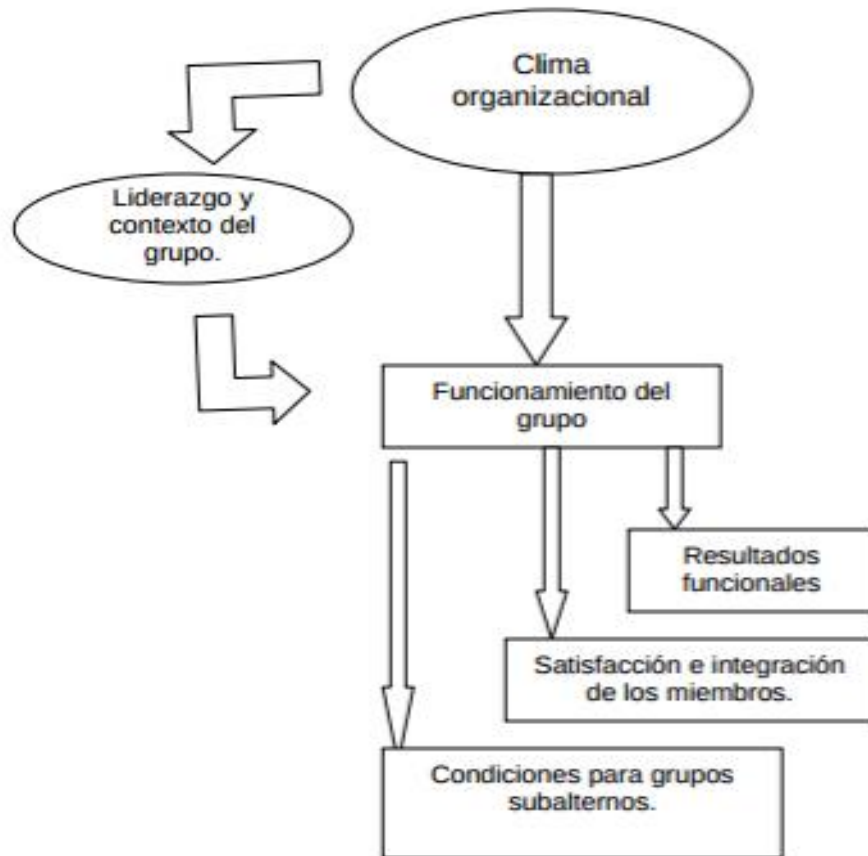 Clima
organizacional
Liderazgo y
contexto del
grupo.
Funcionamiento del
grupo
Resultados
funcionales
Satisfacción e integración
de los miembros.
Condiciones para grupos
subalternos.